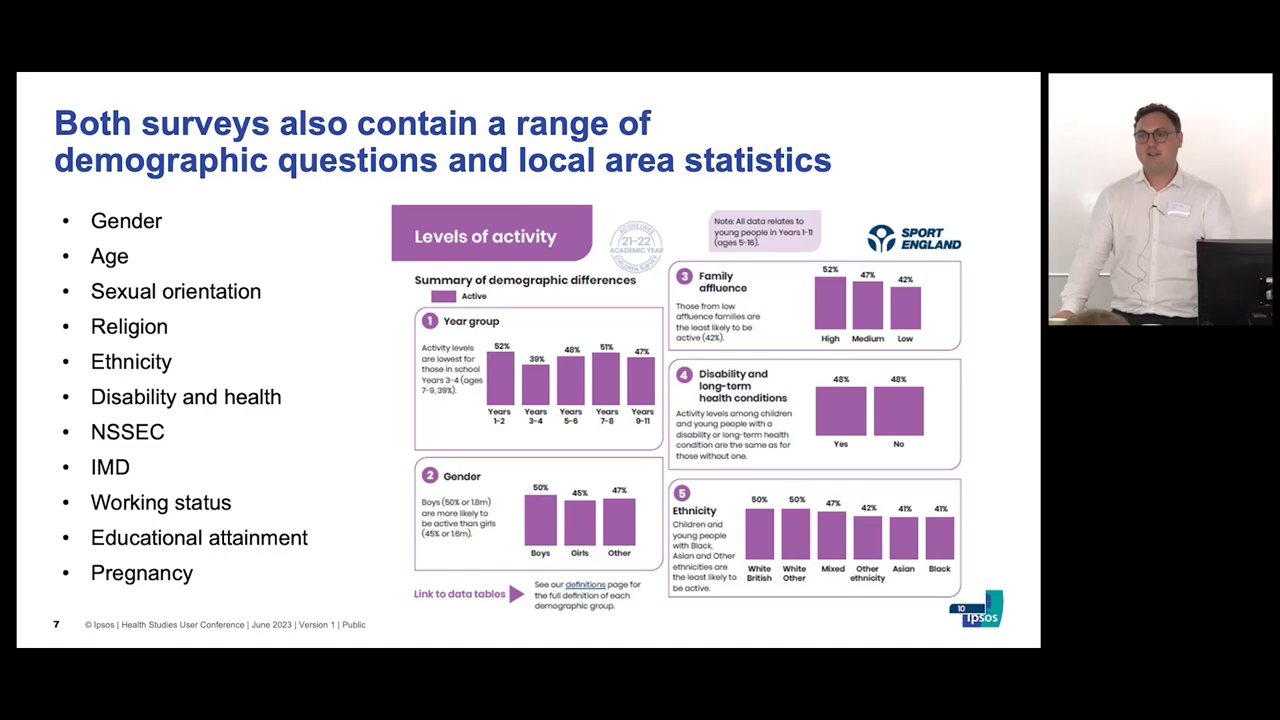 Both surveys also contain a range of
demographic questions and local area statistics
• Gender
• Age
• Sexual orientation
• Religion
• Ethnicity
• Disability and health
• NSSEC
• IMD
• Working status
• Educational attainment
• Pregnancy
Levels of activity
ACTIVE LIVES
21–22
ACADEMIC YEAR
CHILDREN SURVEY
Note: All data relates to
young people in Years 1-11
(ages 5-16).
SPORT
ENGLAND
Summary of demographic differences
Active
1 Year group
Activity levels
are lowest for
those in school
Years 3-4 (ages
7-9, 39%).
52% 39% 48% 51% 47%
Years Years Years Years Years
1-2 3-4 5-6 7-8 9-11
2 Gender
Boys (50% or 1.8m)
are more likely to
be active than girls
(45% or 1.6m).
50% 45% 47%
Boys Girls Other
Link to data tables
See our definitions page for
the full definition of each
demographic group.
3 Family
affluence
Those from low
affluence families are
the least likely to be
active (42%).
52% 47% 42%
High Medium Low
4 Disability and
long-term
health conditions
Activity levels among children
and young people with a
disability or long-term health
condition are the same as for
those without one.
48% 48%
Yes No
5
Ethnicity
Children and
young people
with Black,
Asian and Other
ethnicities are
the least likely to
be active.
50% 50% 47% 42% 41% 41%
White White Mixed Other Asian Black
British Other ethnicity
10
Ipsos
7 © Ipsos | Health Studies User Conference | June 2023 | Version 1 | Public